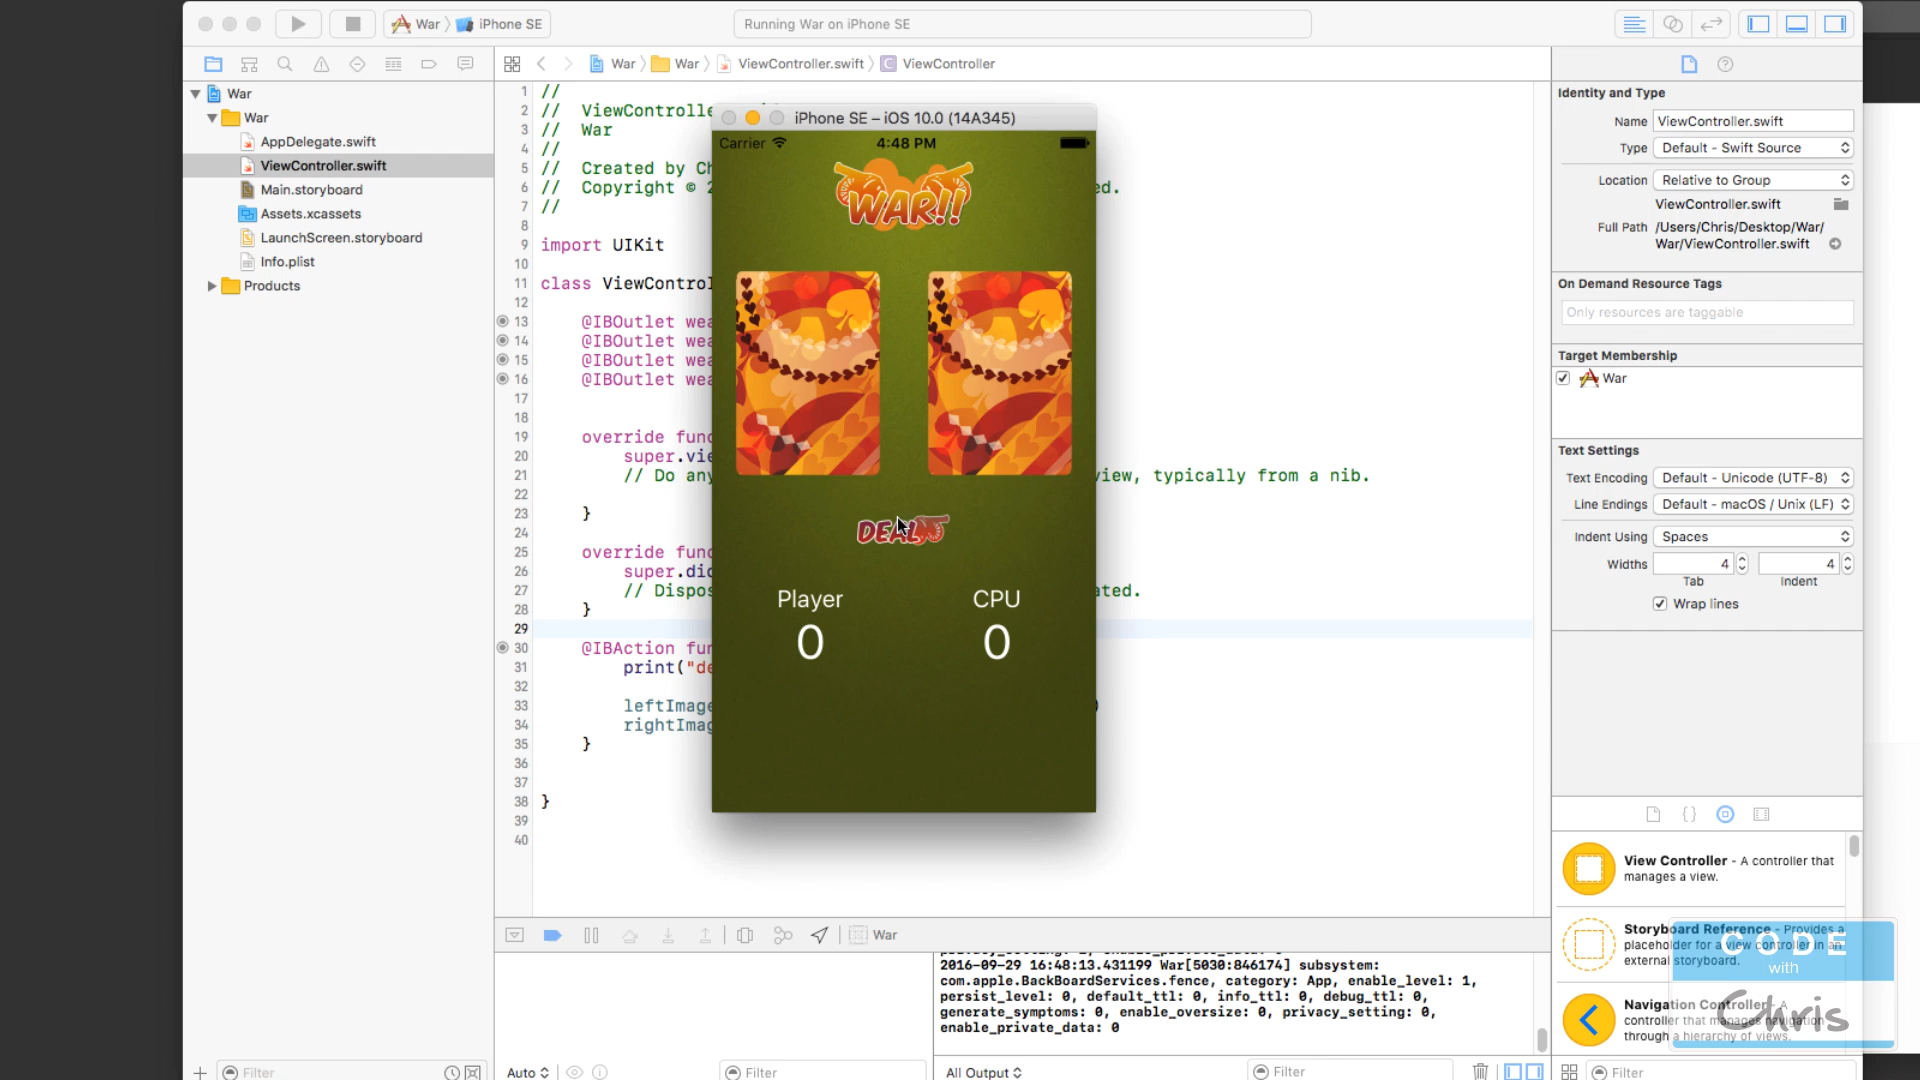 War
iPhone SE
Running War on iPhone SE
War
War
ViewController.swift
ViewController
War
War
AppDelegate.swift
ViewController.swift
Main.storyboard
Assets.xcassets
LaunchScreen.storyboard
Info.plist
Products
1 //
2 // ViewControlle
3 // War
4 //
5 // Created by Ch
6 // Copyright © 2 ed.
7 //
8
9 import UIKit
10
11 class ViewControl
12
13 @IBOutlet wea
14 @IBOutlet wea
15 @IBOutlet wea
16 @IBOutlet wea
17
18
19 override func
20 super.vie
21 // Do any view, typically from a nib.
22
23 }
24
25 override func
26 super.did
27 // Dispos ated.
28 }
29
30 @IBAction fun
31 print("de
32
33 leftImage )
34 rightImag
35 }
36
37
38 }
39
40
iPhone SE – iOS 10.0 (14A345)
Carrier 4:48 PM
WAR!!
DEAL
Player CPU
0 0
Identity and Type
Name ViewController.swift
Type Default - Swift Source
Location Relative to Group
ViewController.swift
Full Path /Users/Chris/Desktop/War/
War/ViewController.swift
On Demand Resource Tags
Only resources are taggable
Target Membership
War
Text Settings
Text Encoding Default - Unicode (UTF-8)
Line Endings Default - macOS / Unix (LF)
Indent Using Spaces
Widths 4 4
Tab Indent
Wrap lines
View Controller - A controller that
manages a view.
Storyboard Reference - Provides a
placeholder for a view controller in an
external storyboard.
Navigation Controller - A
controller that manages navigation
through a hierarchy of views.
CODE
with
Chris
War
2016-09-29 16:48:13.431199 War[5030:846174] subsystem:
com.apple.BackBoardServices.fence, category: App, enable_level: 1,
persist_level: 0, default_ttl: 0, info_ttl: 0, debug_ttl: 0,
generate_symptoms: 0, enable_oversize: 0, privacy_setting: 0,
enable_private_data: 0
Filter
Auto
Filter
All Output
Filter
Filter